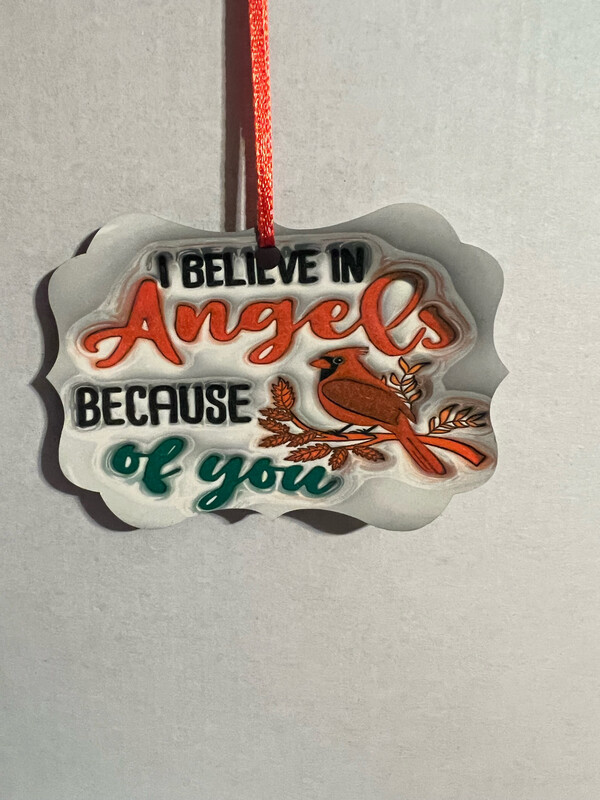 I BELIEVE IN
Angels
BECAUSE
of you